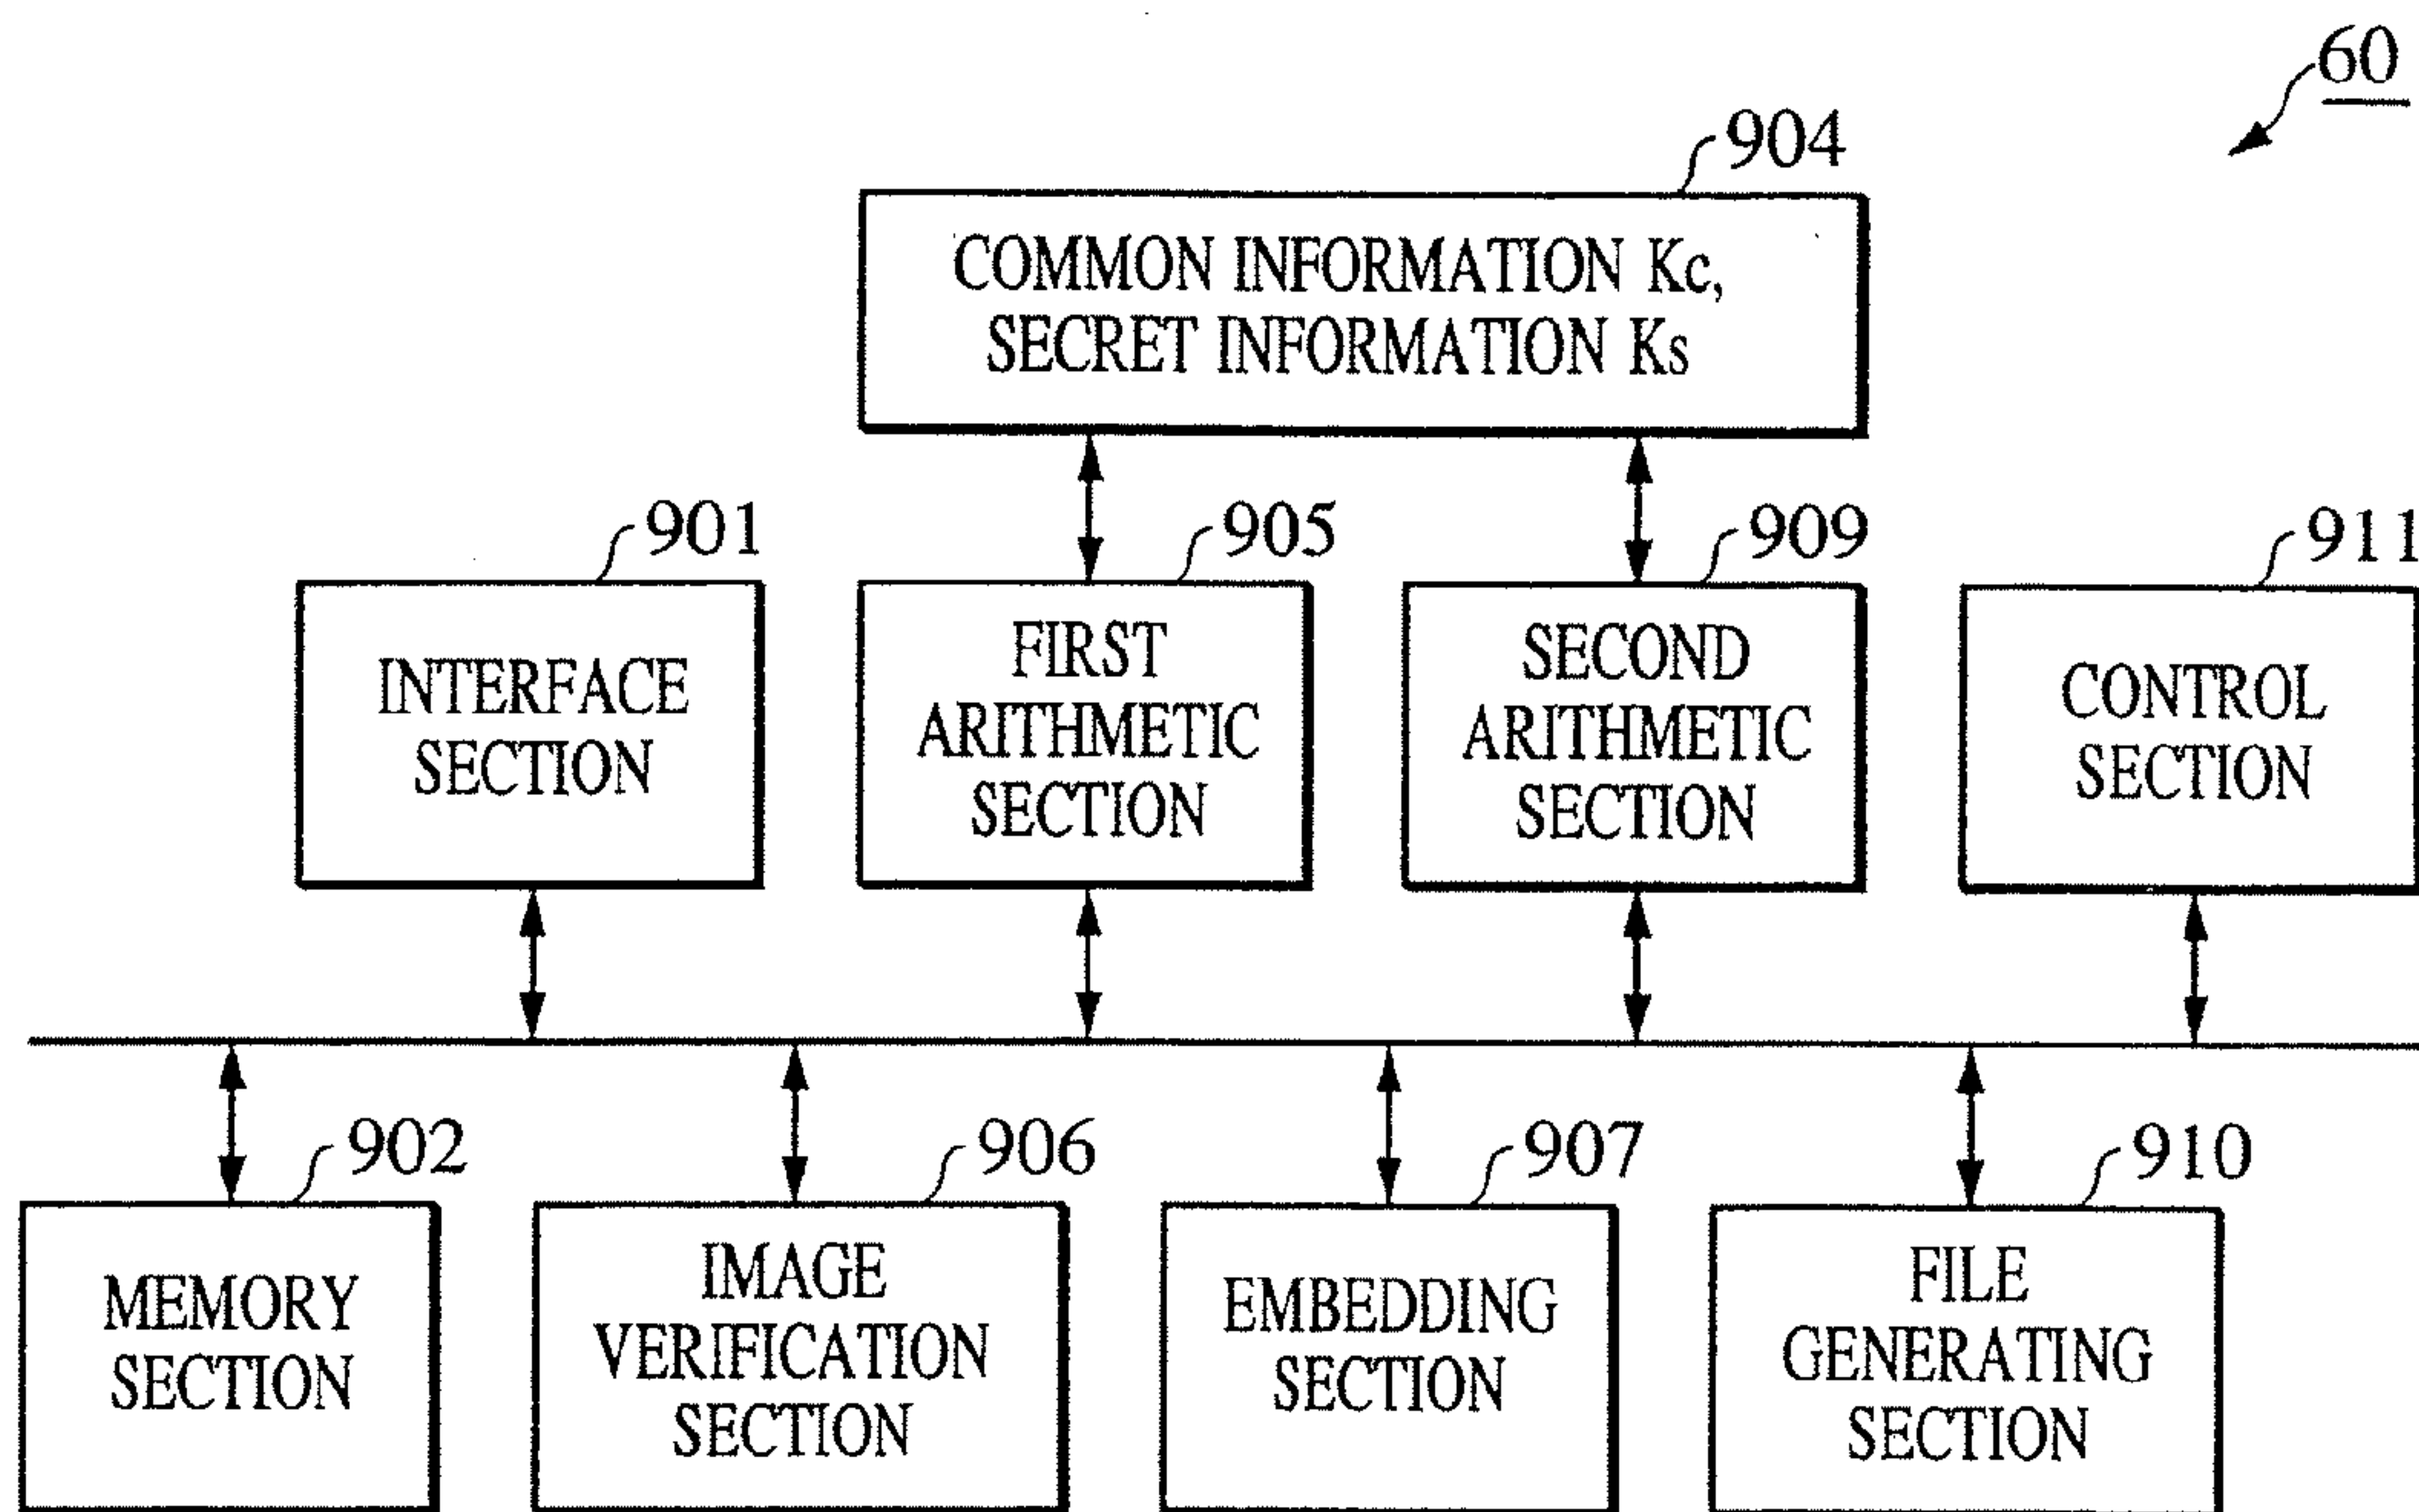 60
904
COMMON INFORMATION Kc,
SECRET INFORMATION Ks
901
INTERFACE
SECTION
905
FIRST
ARITHMETIC
SECTION
909
SECOND
ARITHMETIC
SECTION
911
CONTROL
SECTION
902
MEMORY
SECTION
906
IMAGE
VERIFICATION
SECTION
907
EMBEDDING
SECTION
910
FILE
GENERATING
SECTION